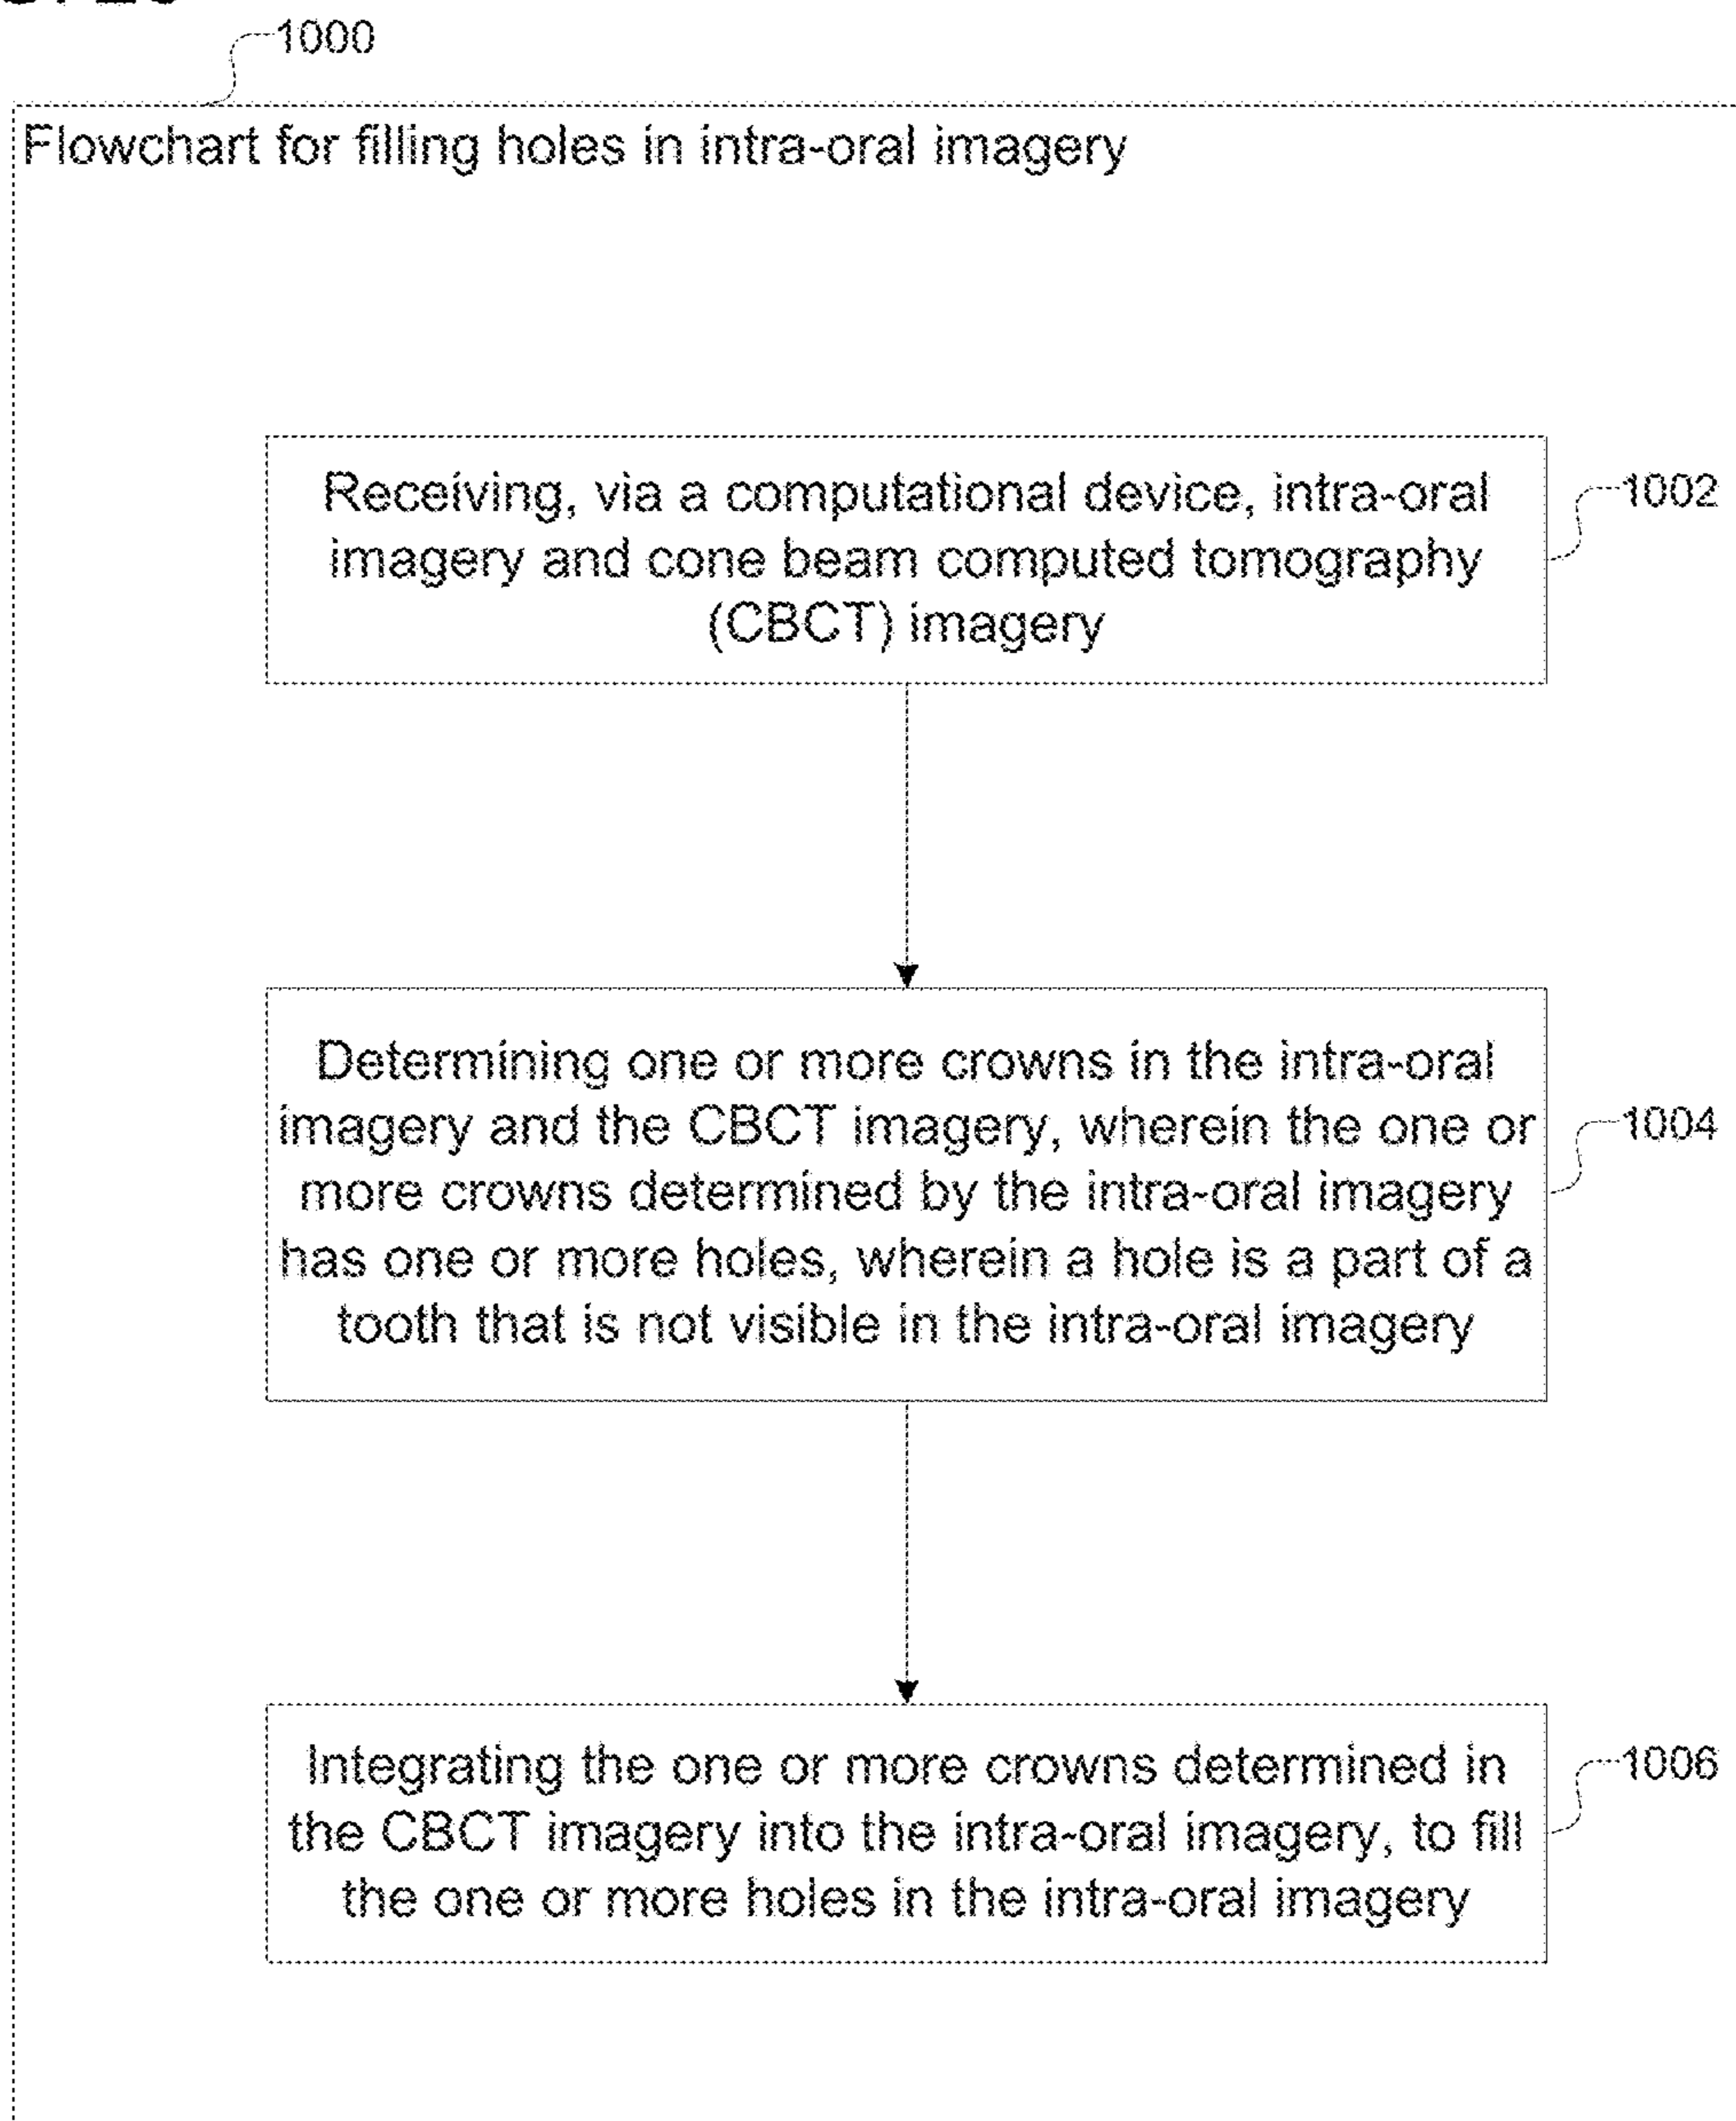 1000
Flowchart for filling holes in intra-oral imagery
Receiving, via a computational device, intra-oral
imagery and cone beam computed tomography
(CBCT) imagery
1002
Determining one or more crowns in the intra-oral
imagery and the CBCT imagery, wherein the one or
more crowns determined by the intra-oral imagery
has one or more holes, wherein a hole is a part of a
tooth that is not visible in the intra-oral imagery
1004
Integrating the one or more crowns determined in
the CBCT imagery into the intra-oral imagery, to fill
the one or more holes in the intra-oral imagery
1006